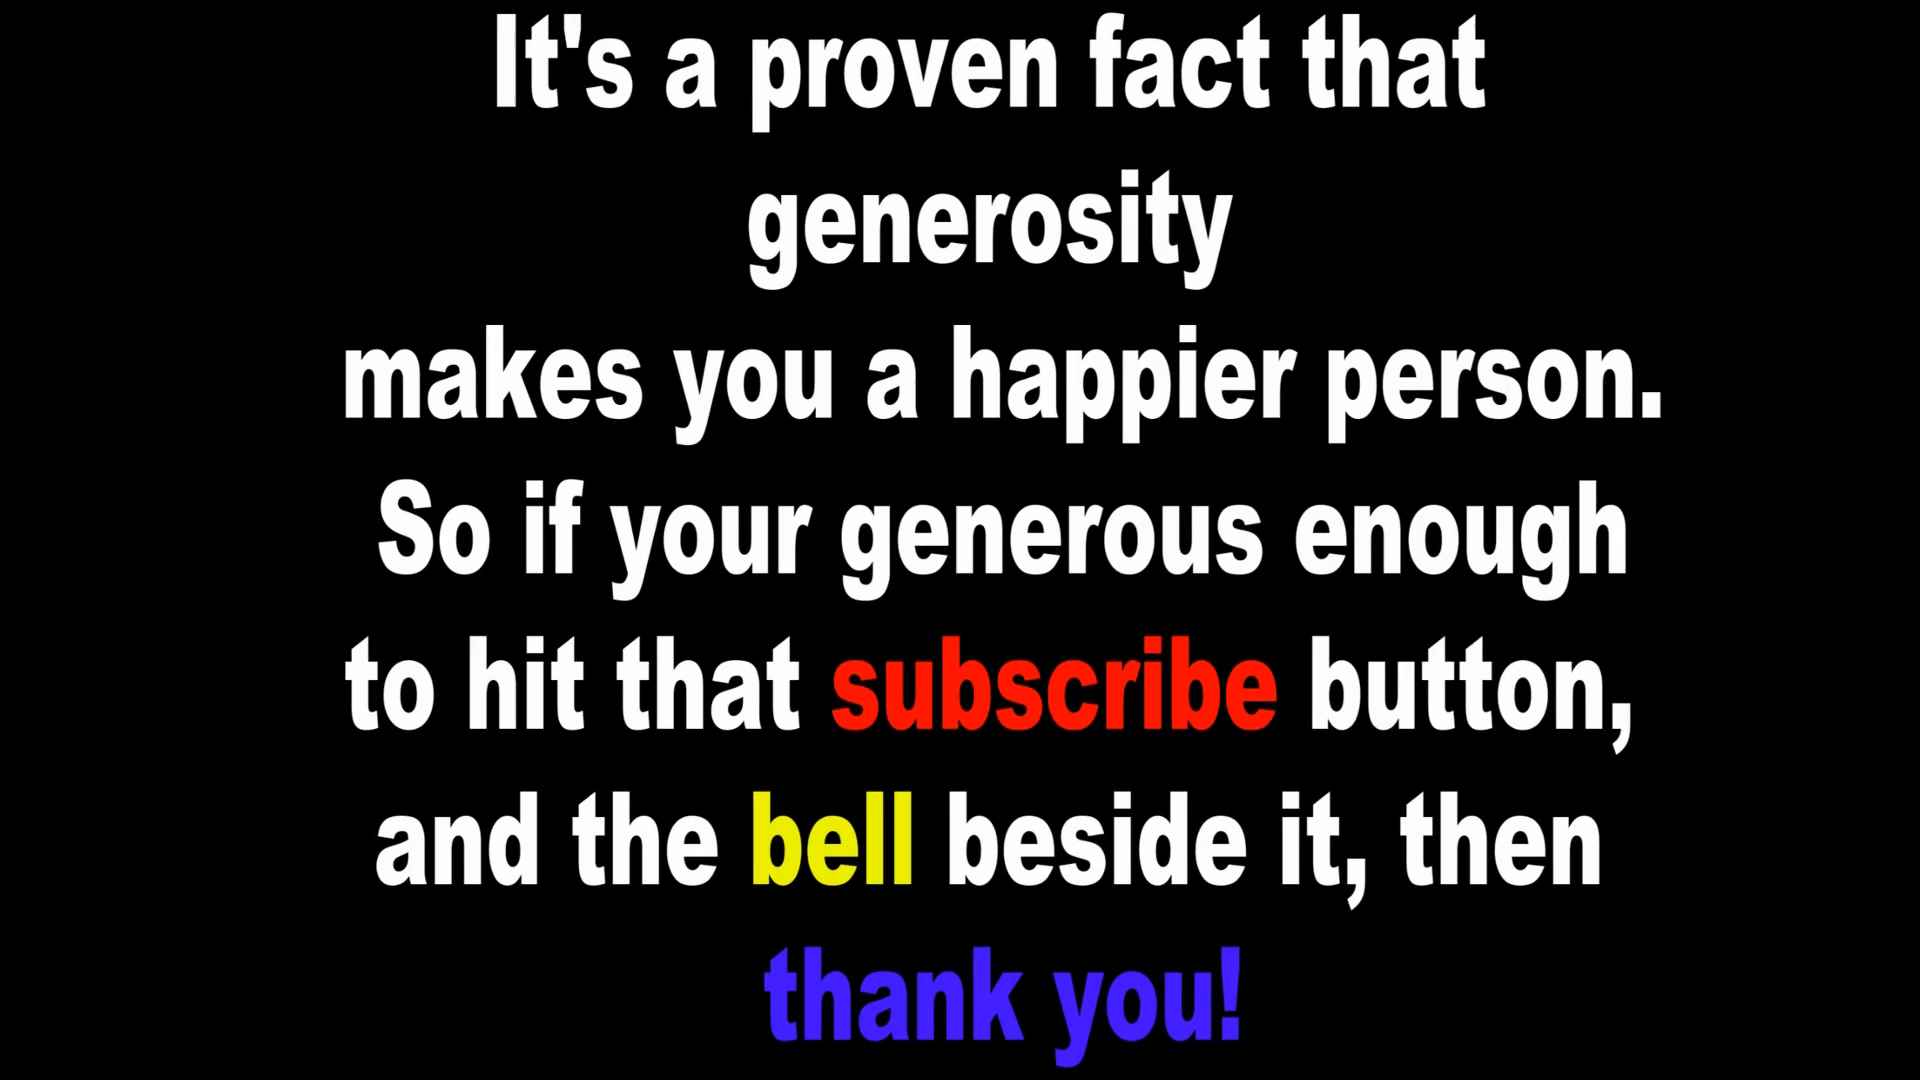 It's a proven fact that
generosity
makes you a happier person.
So if your generous enough
to hit that subscribe button,
and the bell beside it, then
thank you!